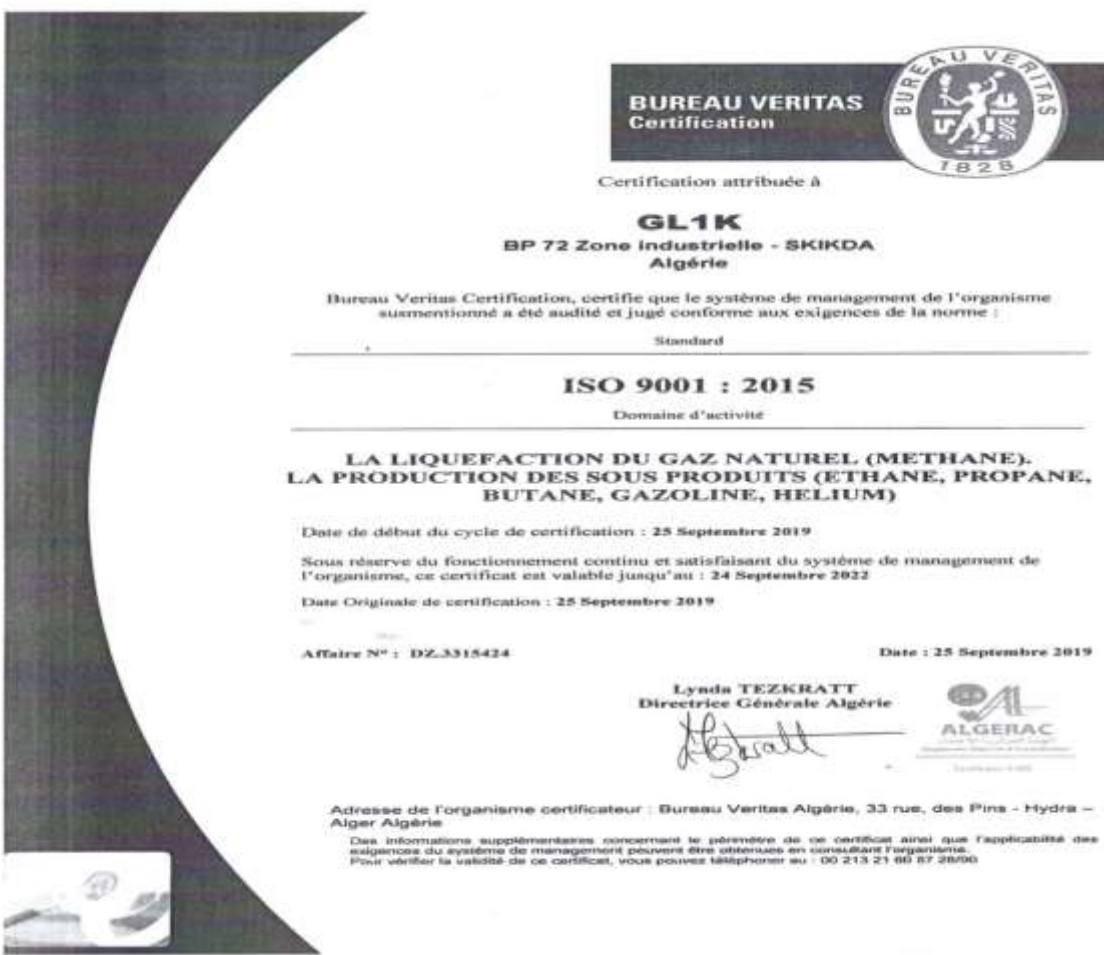 BUREAU VERITAS
Certification
BUREAU VERITAS
1828
Certification attribuée à
GL1K
BP 72 Zone industrielle - SKIKDA
Algérie
Bureau Veritas Certification, certifie que le système de management de l'organisme
susmentionné a été audité et jugé conforme aux exigences de la norme :
Standard
ISO 9001 : 2015
Domaine d'activité
LA LIQUEFACTION DU GAZ NATUREL (METHANE).
LA PRODUCTION DES SOUS PRODUITS (ETHANE, PROPANE,
BUTANE, GAZOLINE, HELIUM)
Date de début du cycle de certification : 25 Septembre 2019
Sous réserve du fonctionnement continu et satisfaisant du système de management de
l'organisme, ce certificat est valable jusqu'au : 24 Septembre 2022
Date Originale de certification : 25 Septembre 2019
Affaire N° : DZ.3315424
Date : 25 Septembre 2019
Lynda TEZKRATT
Directrice Générale Algérie
ALGERAC
Adresse de l'organisme certificateur : Bureau Veritas Algérie, 33 rue, des Pins - Hydra –
Alger Algérie
Des informations supplémentaires concernant le périmètre de ce certificat ainsi que l'applicabilité des
exigences du système de management peuvent être obtenues en consultant l'organisme.
Pour vérifier la validité de ce certificat, vous pouvez téléphoner au : 00 213 21 60 87 28/90